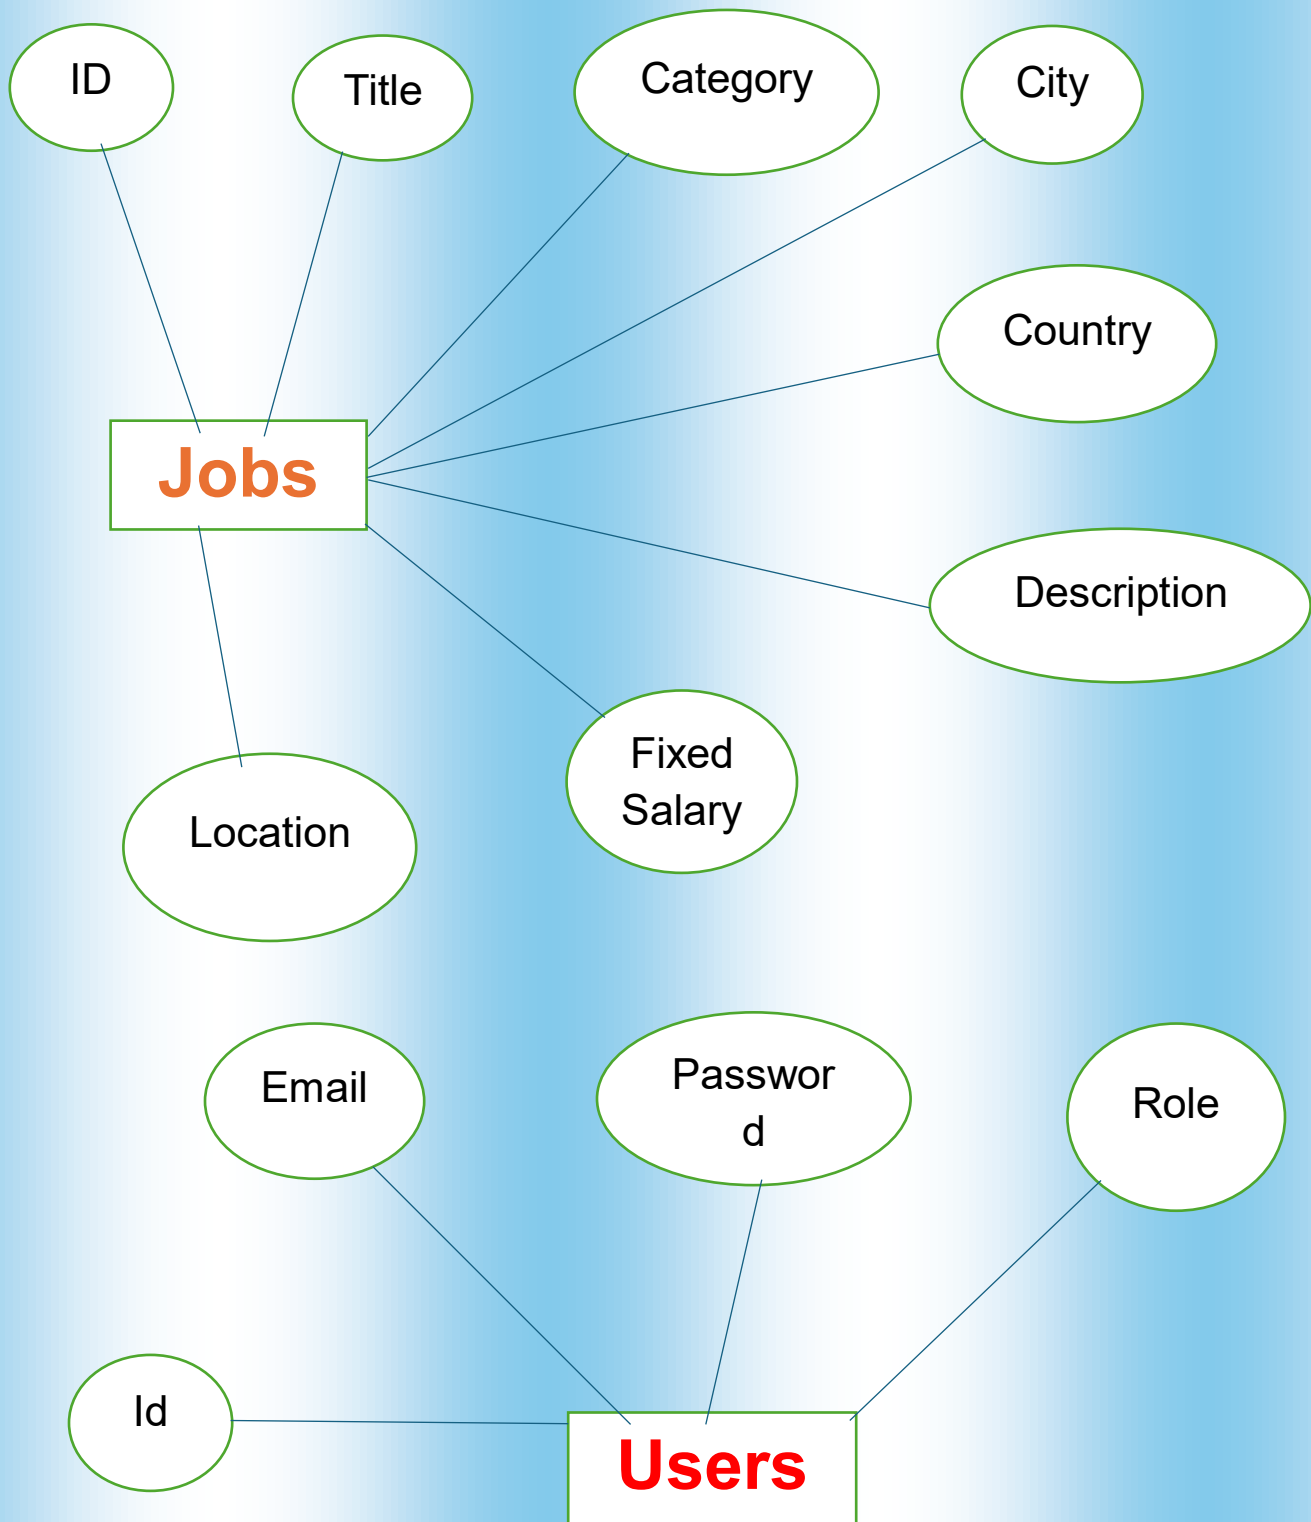 ID
Title
Category
City
Country
Jobs
Description
Fixed
Salary
Location
Email
Passwor
d
Role
Id
Users